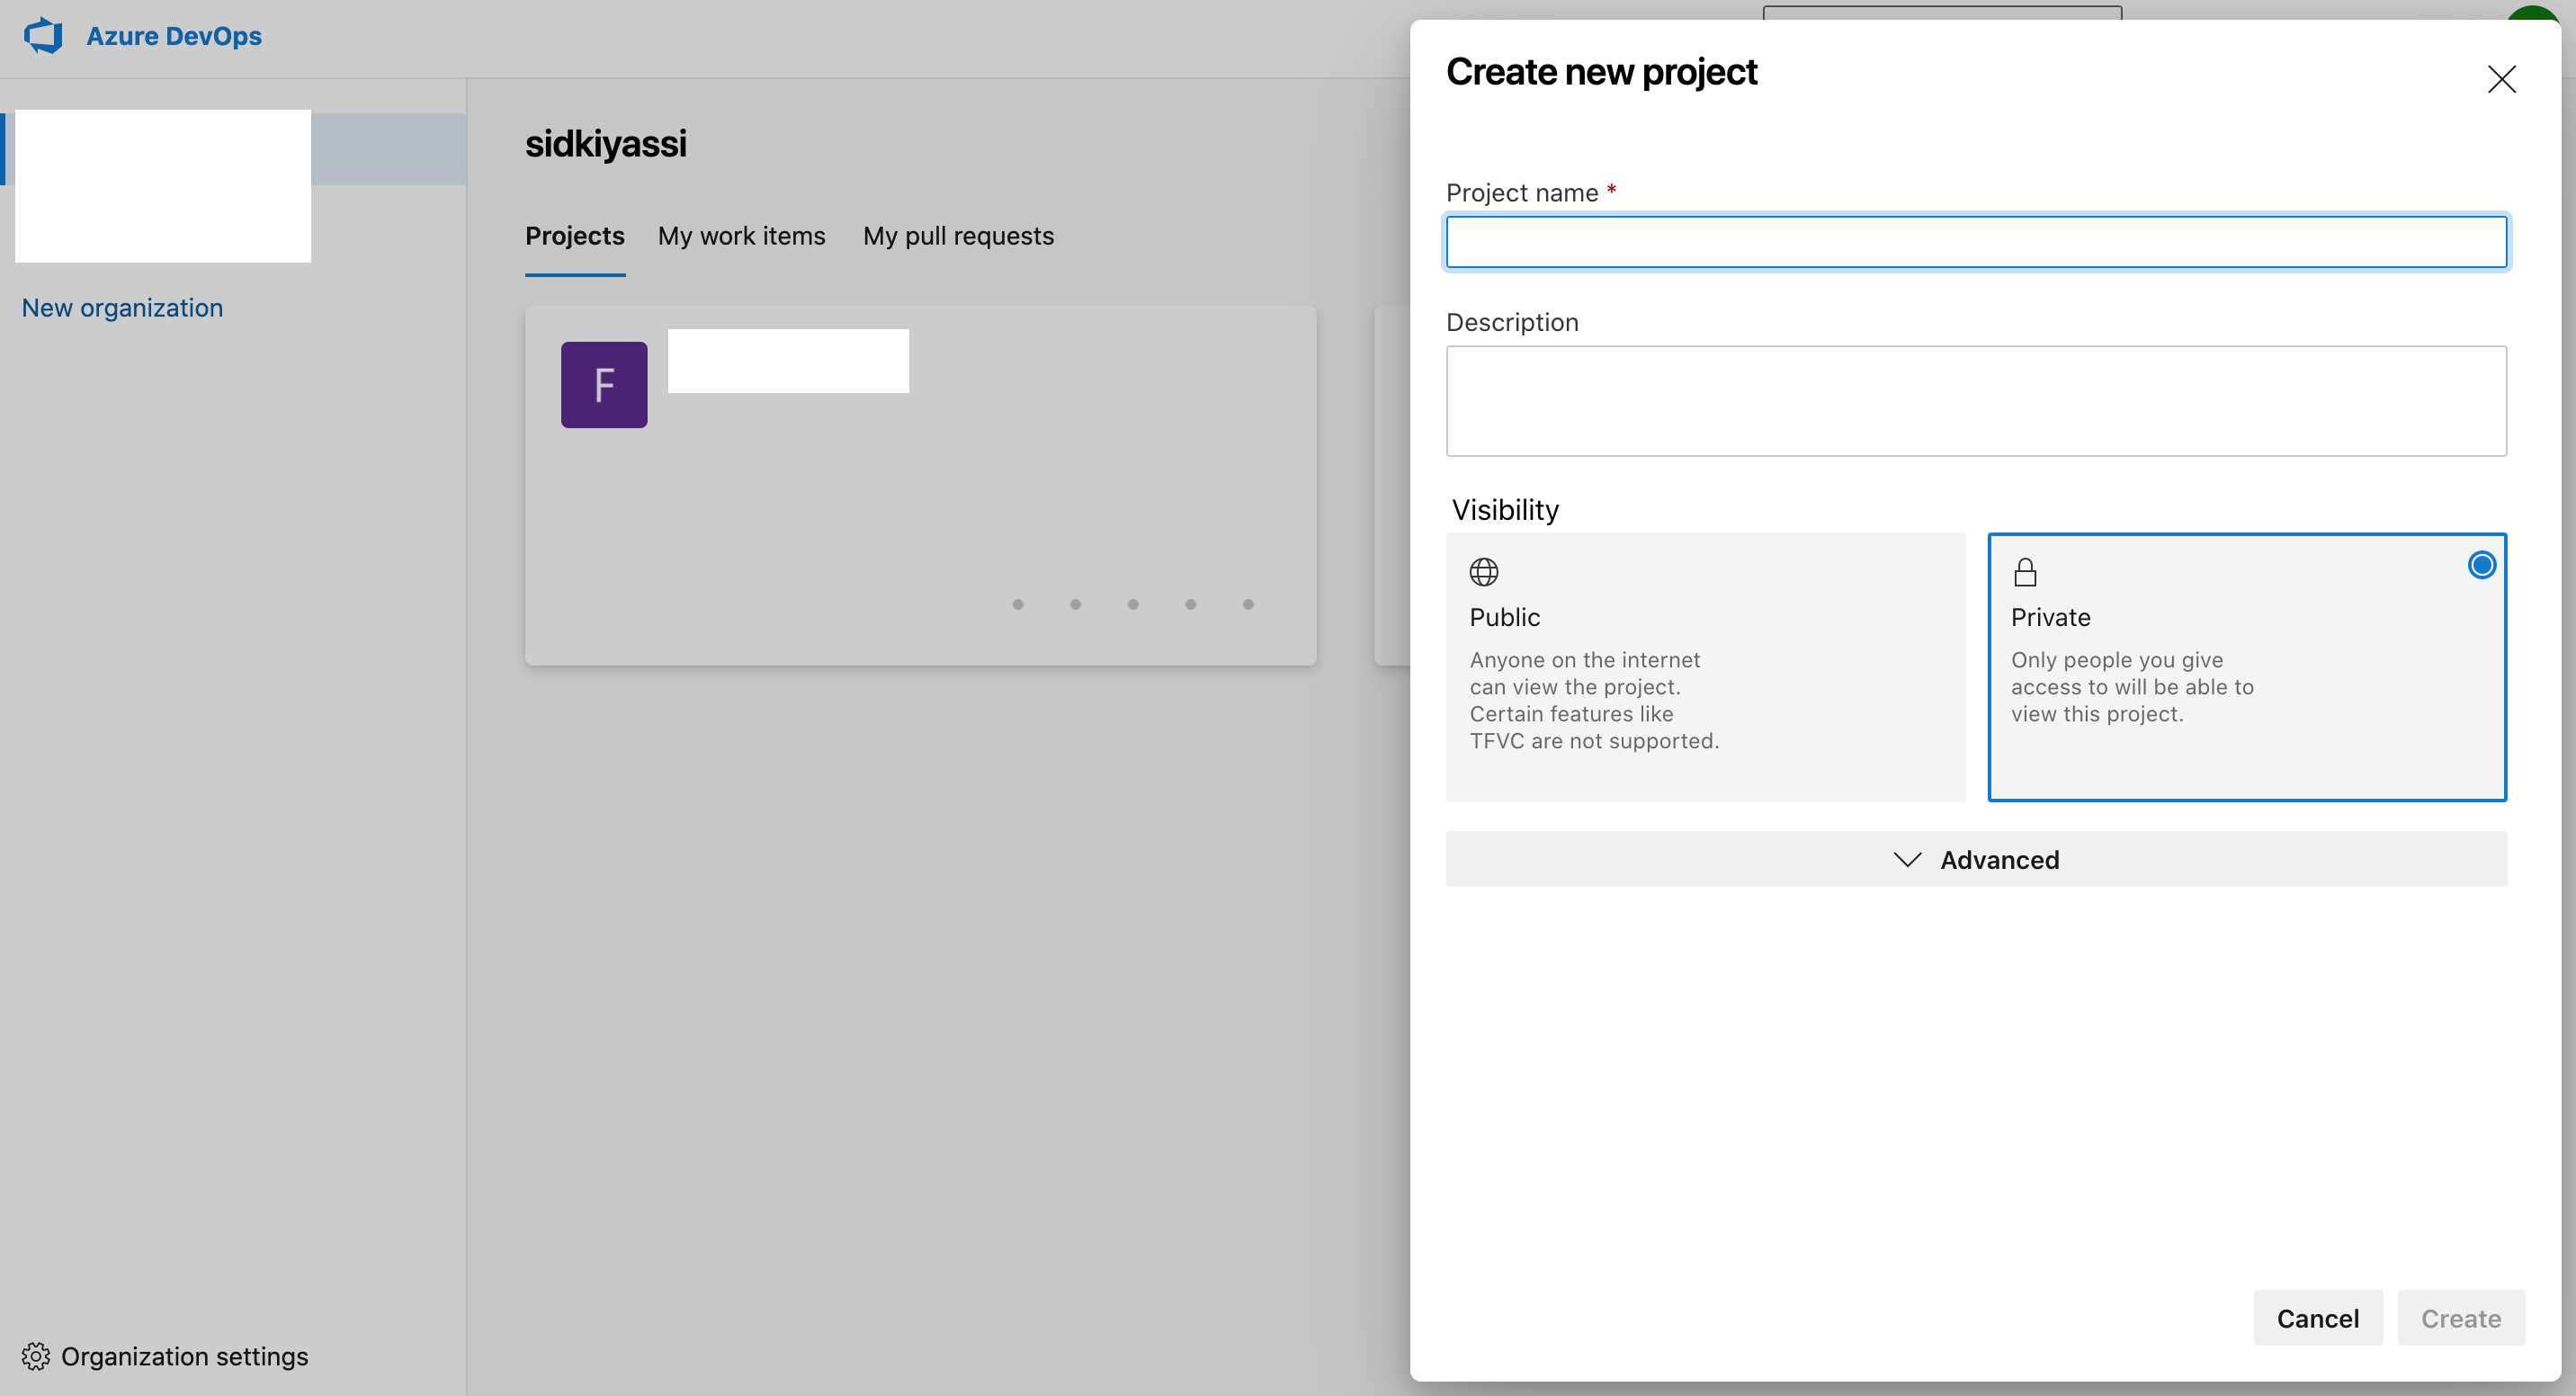 Azure DevOps
New organization
Organization settings
sidkiyassi
Projects My work items My pull requests
F
Create new project
Project name *
Description
Visibility
Public
Anyone on the internet
can view the project.
Certain features like
TFVC are not supported.
Private
Only people you give
access to will be able to
view this project.
Advanced
Cancel Create